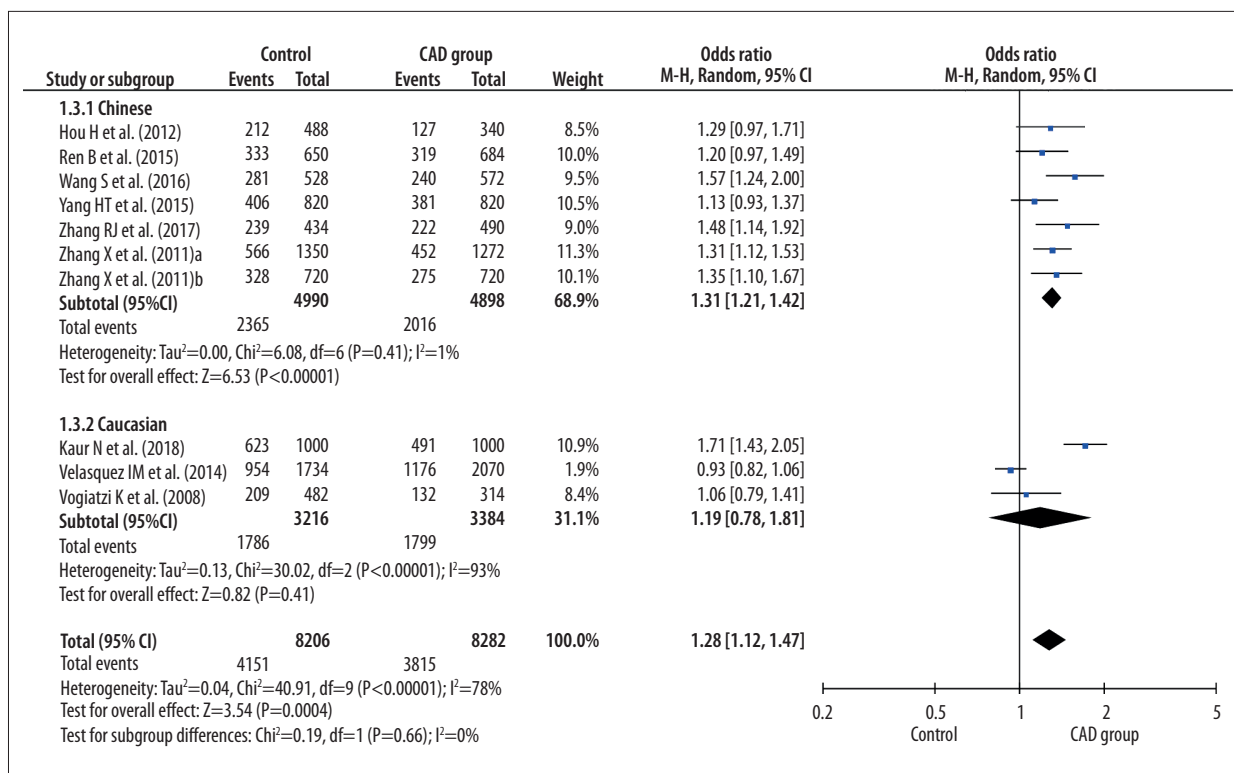 Control CAD group Odds ratio Odds ratio
Study or subgroup Events Total Events Total Weight M-H, Random, 95% CI M-H, Random, 95% CI
1.3.1 Chinese
Hou H et al. (2012) 212 488 127 340 8.5% 1.29 [0.97, 1.71]
Ren B et al. (2015) 333 650 319 684 10.0% 1.20 [0.97, 1.49]
Wang S et al. (2016) 281 528 240 572 9.5% 1.57 [1.24, 2.00]
Yang HT et al. (2015) 406 820 381 820 10.5% 1.13 [0.93, 1.37]
Zhang RJ et al. (2017) 239 434 222 490 9.0% 1.48 [1.14, 1.92]
Zhang X et al. (2011)a 566 1350 452 1272 11.3% 1.31 [1.12, 1.53]
Zhang X et al. (2011)b 328 720 275 720 10.1% 1.35 [1.10, 1.67]
Subtotal (95%CI) 4990 4898 68.9% 1.31 [1.21, 1.42]
Total events 2365 2016
Heterogeneity: Tau²=0.00, Chi²=6.08, df=6 (P=0.41); I²=1%
Test for overall effect: Z=6.53 (P<0.00001)
1.3.2 Caucasian
Kaur N et al. (2018) 623 1000 491 1000 10.9% 1.71 [1.43, 2.05]
Velasquez IM et al. (2014) 954 1734 1176 2070 1.9% 0.93 [0.82, 1.06]
Vogiatzi K et al. (2008) 209 482 132 314 8.4% 1.06 [0.79, 1.41]
Subtotal (95%CI) 3216 3384 31.1% 1.19 [0.78, 1.81]
Total events 1786 1799
Heterogeneity: Tau²=0.13, Chi²=30.02, df=2 (P<0.00001); I²=93%
Test for overall effect: Z=0.82 (P=0.41)
Total (95% CI) 8206 8282 100.0% 1.28 [1.12, 1.47]
Total events 4151 3815
Heterogeneity: Tau²=0.04, Chi²=40.91, df=9 (P<0.00001); I²=78%
Test for overall effect: Z=3.54 (P=0.0004)
Test for subgroup differences: Chi²=0.19, df=1 (P=0.66); I²=0%
0.2 0.5 1 2 5
Control CAD group